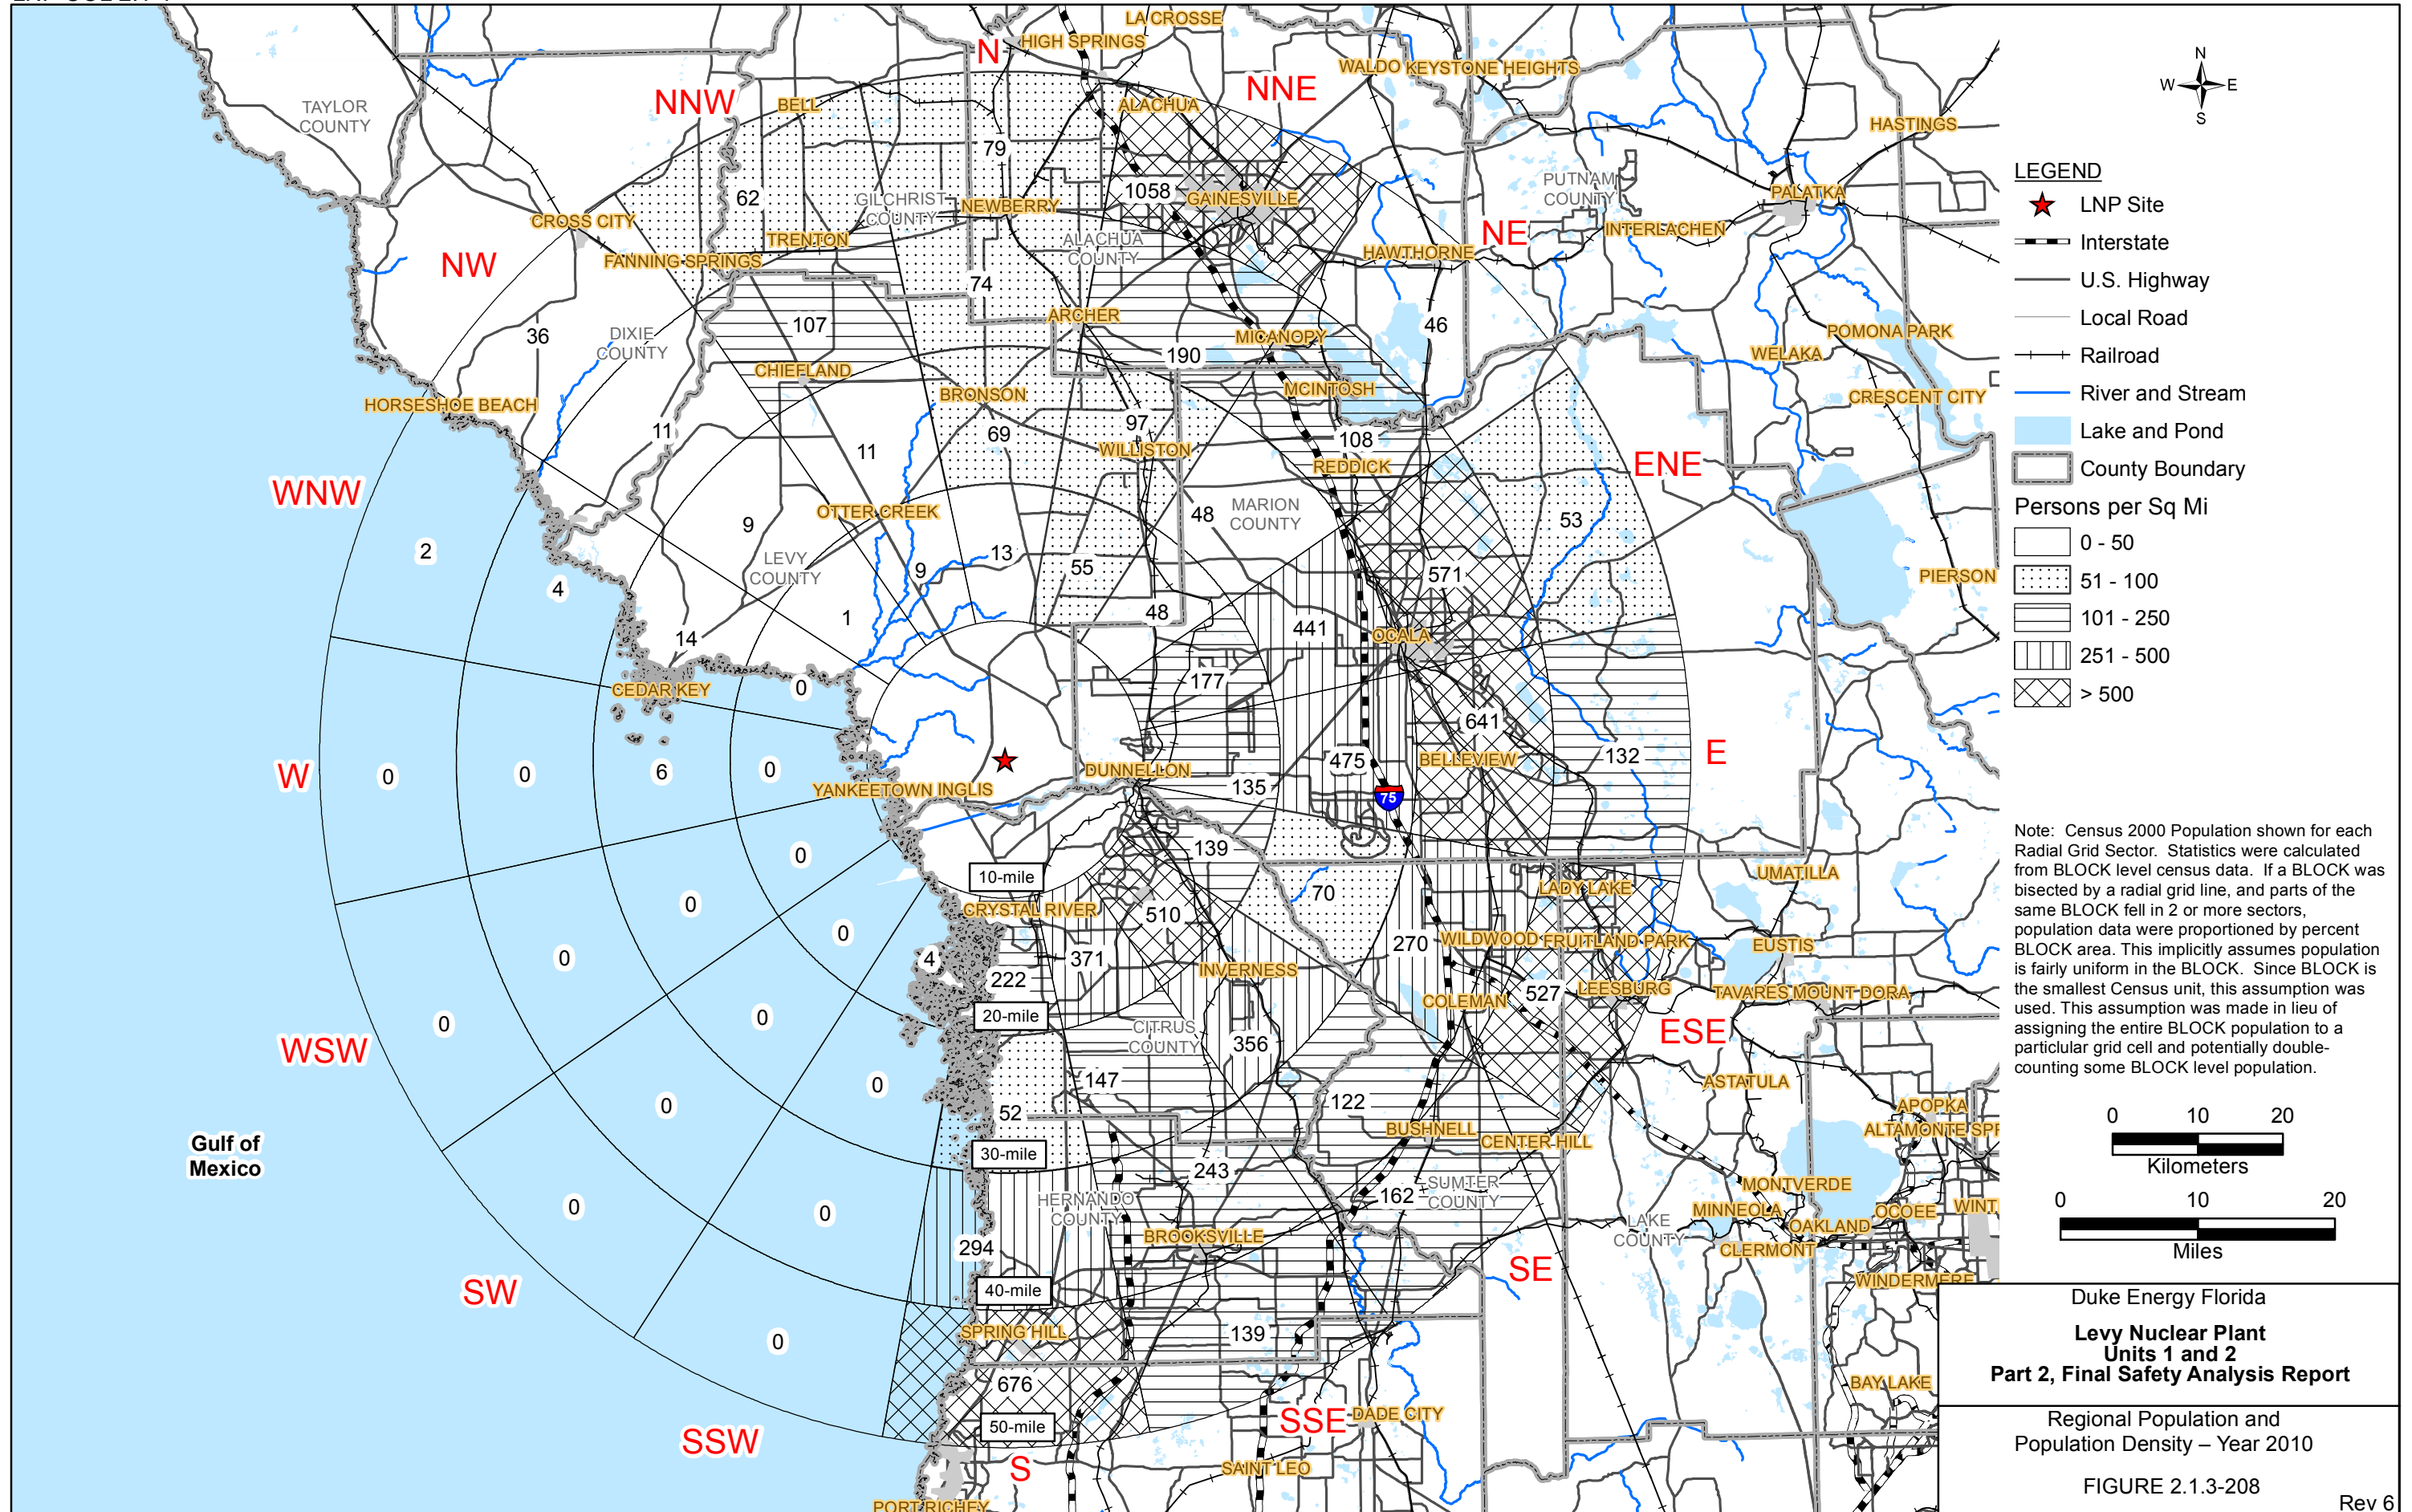 LA CROSSE
HIGH SPRINGS
N
WALDO KEYSTONE HEIGHTS
NNE
NNW
BELL
ALACHUA
TAYLOR
COUNTY
HASTINGS
79
1058
GAINESVILLE
62
GILCHRIST
COUNTY
NEWBERRY
PUTNAM
COUNTY
PALATKA
CROSS CITY
TRENTON
ALACHUA
COUNTY
NE
INTERLACHEN
HAWTHORNE
NW
FANNING SPRINGS
74
ARCHER
107
46
36
DIXIE
COUNTY
MICANOPY
POMONA PARK
190
WELAKA
CHIEFLAND
BRONSON
MCINTOSH
CRESCENT CITY
HORSESHOE BEACH
11
69
97
WILLISTON
108
REDDICK
11
ENE
WNW
OTTER CREEK
9
48
MARION
COUNTY
53
2
LEVY
COUNTY
13
9
55
571
PIERSON
4
1
48
441
OCALA
14
CEDAR KEY
0
177
641
W
0
0
6
0
DUNNELLON
475
BELLEVIEW
132
E
YANKEETOWN INGLIS
135
75
139
0
10-mile
UMATILLA
LADY LAKE
70
CRYSTAL RIVER
510
0
0
WILDWOOD FRUITLAND PARK
EUSTIS
270
0
4
371
222
INVERNESS
527
LEESBURG
TAVARES MOUNT DORA
COLEMAN
0
0
20-mile
CITRUS
COUNTY
356
ESE
WSW
0
147
ASTATULA
0
52
122
APOPKA
BUSHNELL
CENTER HILL
ALTAMONTE SPR
Gulf of
Mexico
30-mile
243
HERNANDO
COUNTY
162
SUMTER
COUNTY
MONTVERDE
0
0
MINNEOLA
OAKLAND
OCOEE
WINT
BROOKSVILLE
LAKE
COUNTY
294
CLERMONT
SW
40-mile
SE
WINDERMERE
0
SPRING HILL
139
676
BAY LAKE
50-mile
SSE
DADE CITY
SSW
S
SAINT LEO
PORT RICHEY
N
W
E
S
LEGEND
LNP Site
Interstate
U.S. Highway
Local Road
Railroad
River and Stream
Lake and Pond
County Boundary
Persons per Sq Mi
0 - 50
51 - 100
101 - 250
251 - 500
> 500
Note: Census 2000 Population shown for each
Radial Grid Sector. Statistics were calculated
from BLOCK level census data. If a BLOCK was
bisected by a radial grid line, and parts of the
same BLOCK fell in 2 or more sectors,
population data were proportioned by percent
BLOCK area. This implicitly assumes population
is fairly uniform in the BLOCK. Since BLOCK is
the smallest Census unit, this assumption was
used. This assumption was made in lieu of
assigning the entire BLOCK population to a
particlular grid cell and potentially double-
counting some BLOCK level population.
0 10 20
Kilometers
0 10 20
Miles
Duke Energy Florida
Levy Nuclear Plant
Units 1 and 2
Part 2, Final Safety Analysis Report
Regional Population and
Population Density – Year 2010
FIGURE 2.1.3-208
Rev 6